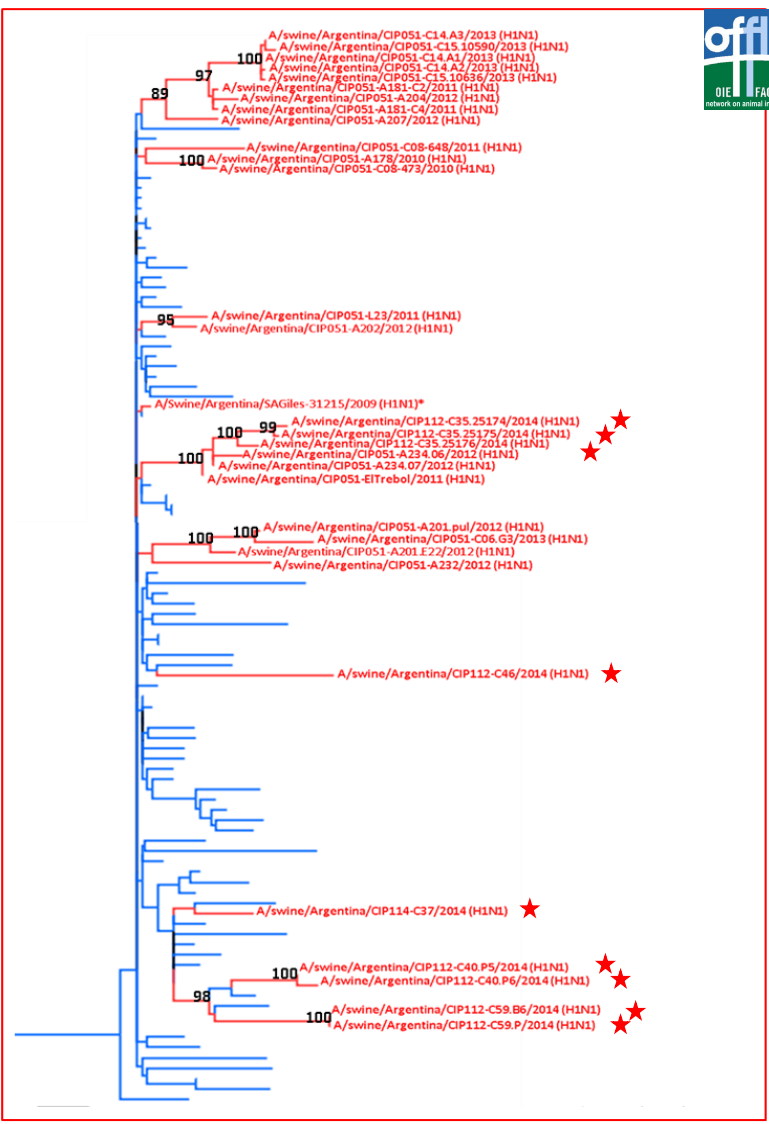 A/swine/Argentina/CIP051-C14.A3/2013 (H1N1)
A/swine/Argentina/CIP051-C15.10590/2013 (H1N1)
A/swine/Argentina/CIP051-C14.A1/2013 (H1N1)
100
A/swine/Argentina/CIP051-C14.A2/2013 (H1N1)
97
A/swine/Argentina/CIP051-C15.10636/2013 (H1N1)
A/swine/Argentina/CIP051-A181-C2/2011 (H1N1)
89
A/swine/Argentina/CIP051-A204/2012 (H1N1)
A/swine/Argentina/CIP051-A181-C4/2011 (H1N1)
A/swine/Argentina/CIP051-A207/2012 (H1N1)
offl
OIE FAO
network on animal in
A/swine/Argentina/CIP051-C08-648/2011 (H1N1)
100
A/swine/Argentina/CIP051-A178/2010 (H1N1)
A/swine/Argentina/CIP051-C08-473/2010 (H1N1)
A/swine/Argentina/CIP051-L23/2011 (H1N1)
95
A/swine/Argentina/CIP051-A202/2012 (H1N1)
A/Swine/Argentina/SAGiles-31215/2009 (H1N1)*
A/swine/Argentina/CIP112-C35.25174/2014 (H1N1)
99
100
A/swine/Argentina/CIP112-C35.25175/2014 (H1N1)
A/swine/Argentina/CIP112-C35.25176/2014 (H1N1)
A/swine/Argentina/CIP051-A234.06/2012 (H1N1)
100
A/swine/Argentina/CIP051-A234.07/2012 (H1N1)
A/swine/Argentina/CIP051-ElTrebol/2011 (H1N1)
A/swine/Argentina/CIP051-A201.pul/2012 (H1N1)
100
100
A/swine/Argentina/CIP051-C06.G3/2013 (H1N1)
A/swine/Argentina/CIP051-A201.E22/2012 (H1N1)
A/swine/Argentina/CIP051-A232/2012 (H1N1)
A/swine/Argentina/CIP112-C46/2014 (H1N1)
A/swine/Argentina/CIP114-C37/2014 (H1N1)
A/swine/Argentina/CIP112-C40.P5/2014 (H1N1)
100
A/swine/Argentina/CIP112-C40.P6/2014 (H1N1)
98
A/swine/Argentina/CIP112-C59.B6/2014 (H1N1)
100
A/swine/Argentina/CIP112-C59.P/2014 (H1N1)